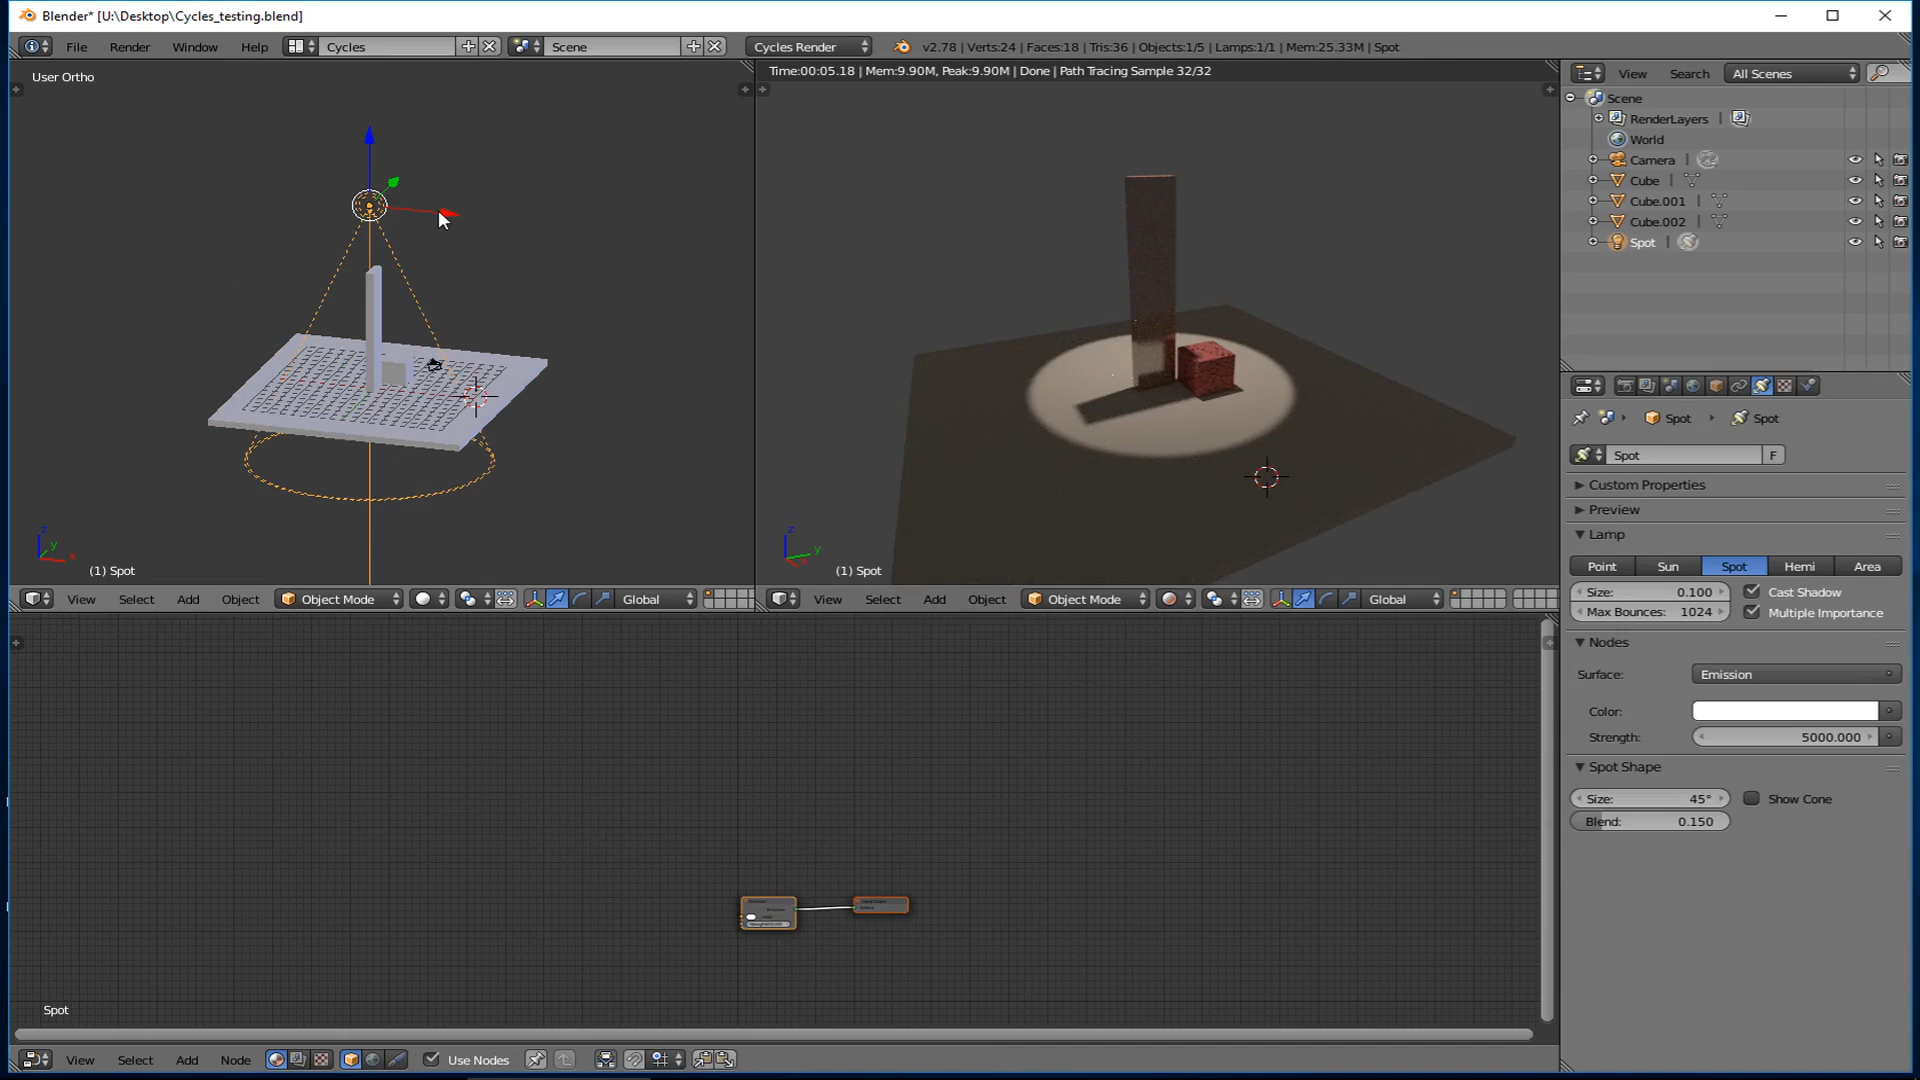 Blender* [U:\Desktop\Cycles_testing.blend]
File Render Window Help Cycles Scene Cycles Render v2.78 | Verts:24 | Faces:18 | Tris:36 | Objects:1/5 | Lamps:1/1 | Mem:25.33M | Spot
User Ortho
Time:00:05.18 | Mem:9.90M, Peak:9.90M | Done | Path Tracing Sample 32/32
View Search All Scenes
Scene
RenderLayers |
World
Camera |
Cube |
Cube.001 |
Cube.002 |
Spot |
Spot Spot
Spot F
Custom Properties
Preview
Lamp
Point Sun Spot Hemi Area
Size: 0.100 Cast Shadow
Max Bounces: 1024 Multiple Importance
Nodes
Surface: Emission
Color:
Strength: 5000.000
Spot Shape
Size: 45° Show Cone
Blend: 0.150
z y x
(1) Spot
z y x
(1) Spot
View Select Add Object Object Mode Global
View Select Add Object Object Mode Global
Spot
View Select Add Node Use Nodes